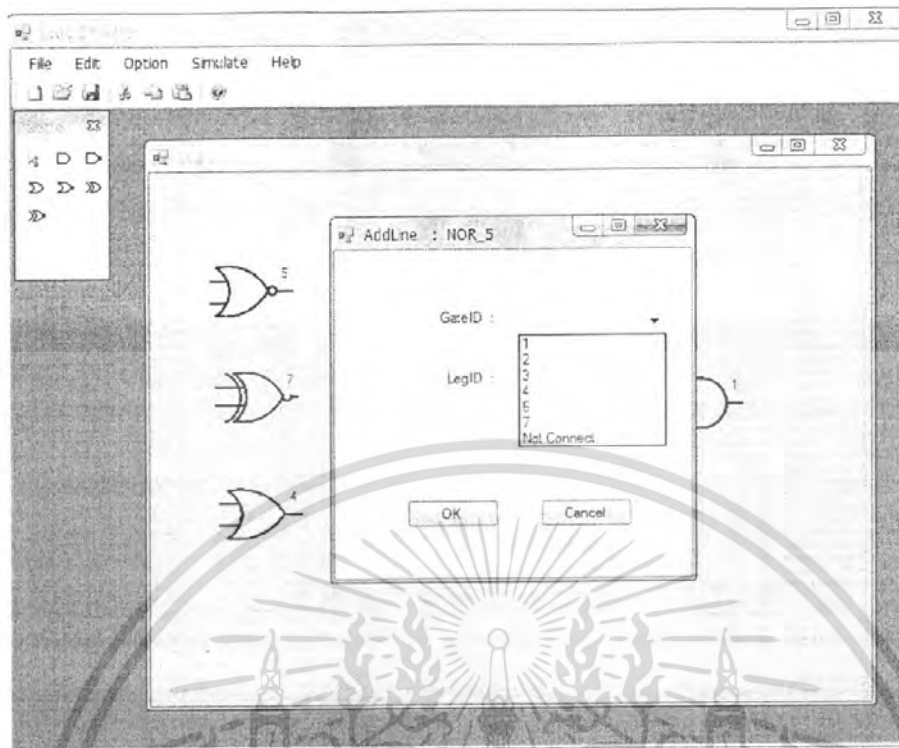 File Edit Option Simulate Help
AddLine : NOR_5
5
GateID :
1
2
3
4
6
7
Not Connect
LegID :
7
1
4
OK Cancel